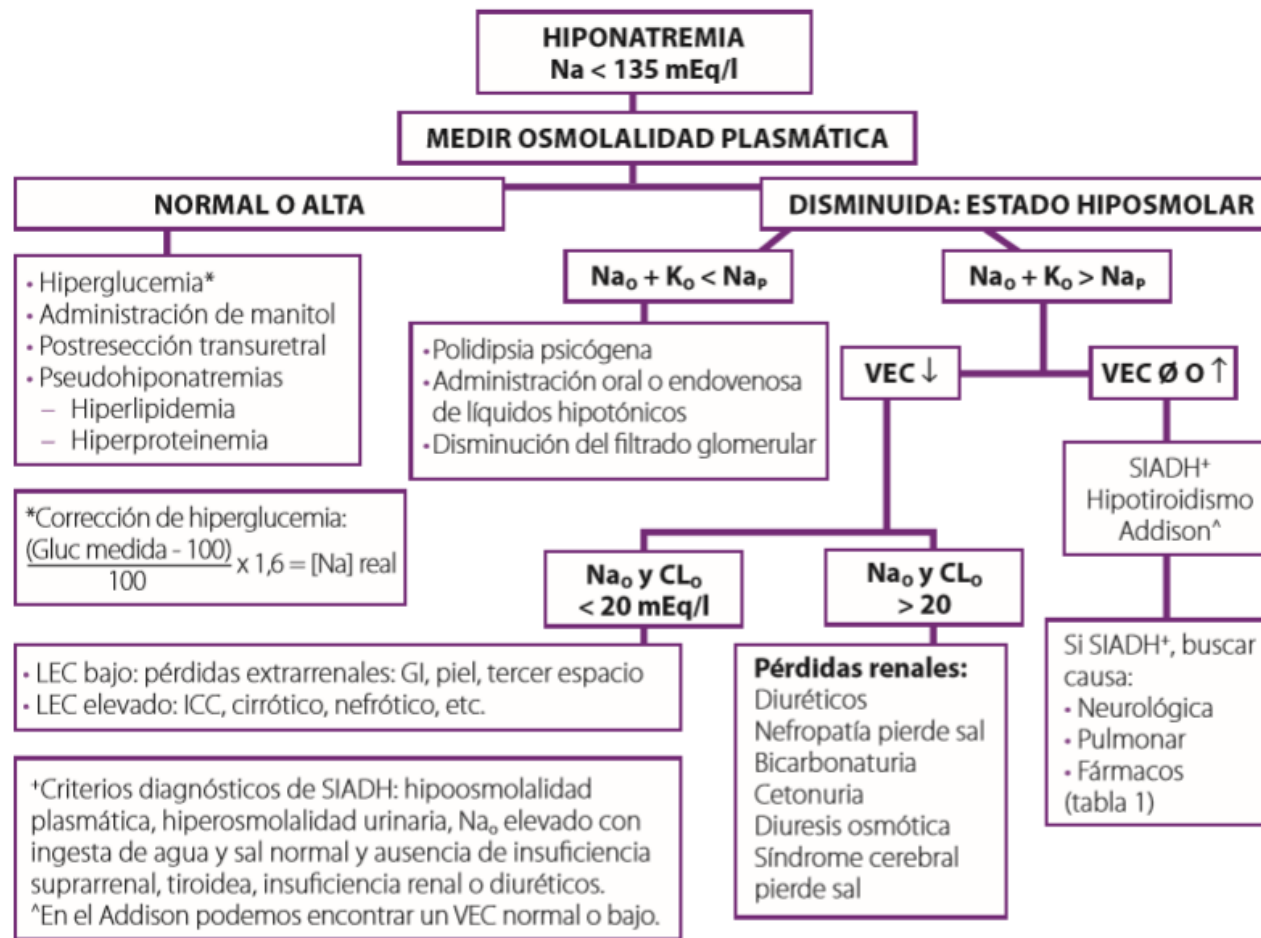 HIPONATREMIA
Na < 135 mEq/l
MEDIR OSMOLALIDAD PLASMÁTICA
NORMAL O ALTA
• Hiperglucemia*
• Administración de manitol
• Postresección transuretral
• Pseudohiponatremias
– Hiperlipidemia
– Hiperproteinemia
*Corrección de hiperglucemia:
(Gluc medida - 100)
100
x 1,6 = [Na] real
DISMINUIDA: ESTADO HIPOSMOLAR
Naₒ + Kₒ < Naₚ
• Polidipsia psicógena
• Administración oral o endovenosa
de líquidos hipotónicos
• Disminución del filtrado glomerular
Naₒ + Kₒ > Naₚ
VEC ↓
VEC Ø O ↑
Naₒ y CLₒ
< 20 mEq/l
• LEC bajo: pérdidas extrarrenales: GI, piel, tercer espacio
• LEC elevado: ICC, cirrótico, nefrótico, etc.
Naₒ y CLₒ
> 20
Pérdidas renales:
Diuréticos
Nefropatía pierde sal
Bicarbonaturia
Cetonuria
Diuresis osmótica
Síndrome cerebral
pierde sal
SIADH⁺
Hipotiroidismo
Addison^
Si SIADH⁺, buscar
causa:
• Neurológica
• Pulmonar
• Fármacos
(tabla 1)
⁺Criterios diagnósticos de SIADH: hipoosmolalidad
plasmática, hiperosmolalidad urinaria, Naₒ elevado con
ingesta de agua y sal normal y ausencia de insuficiencia
suprarrenal, tiroidea, insuficiencia renal o diuréticos.
^En el Addison podemos encontrar un VEC normal o bajo.